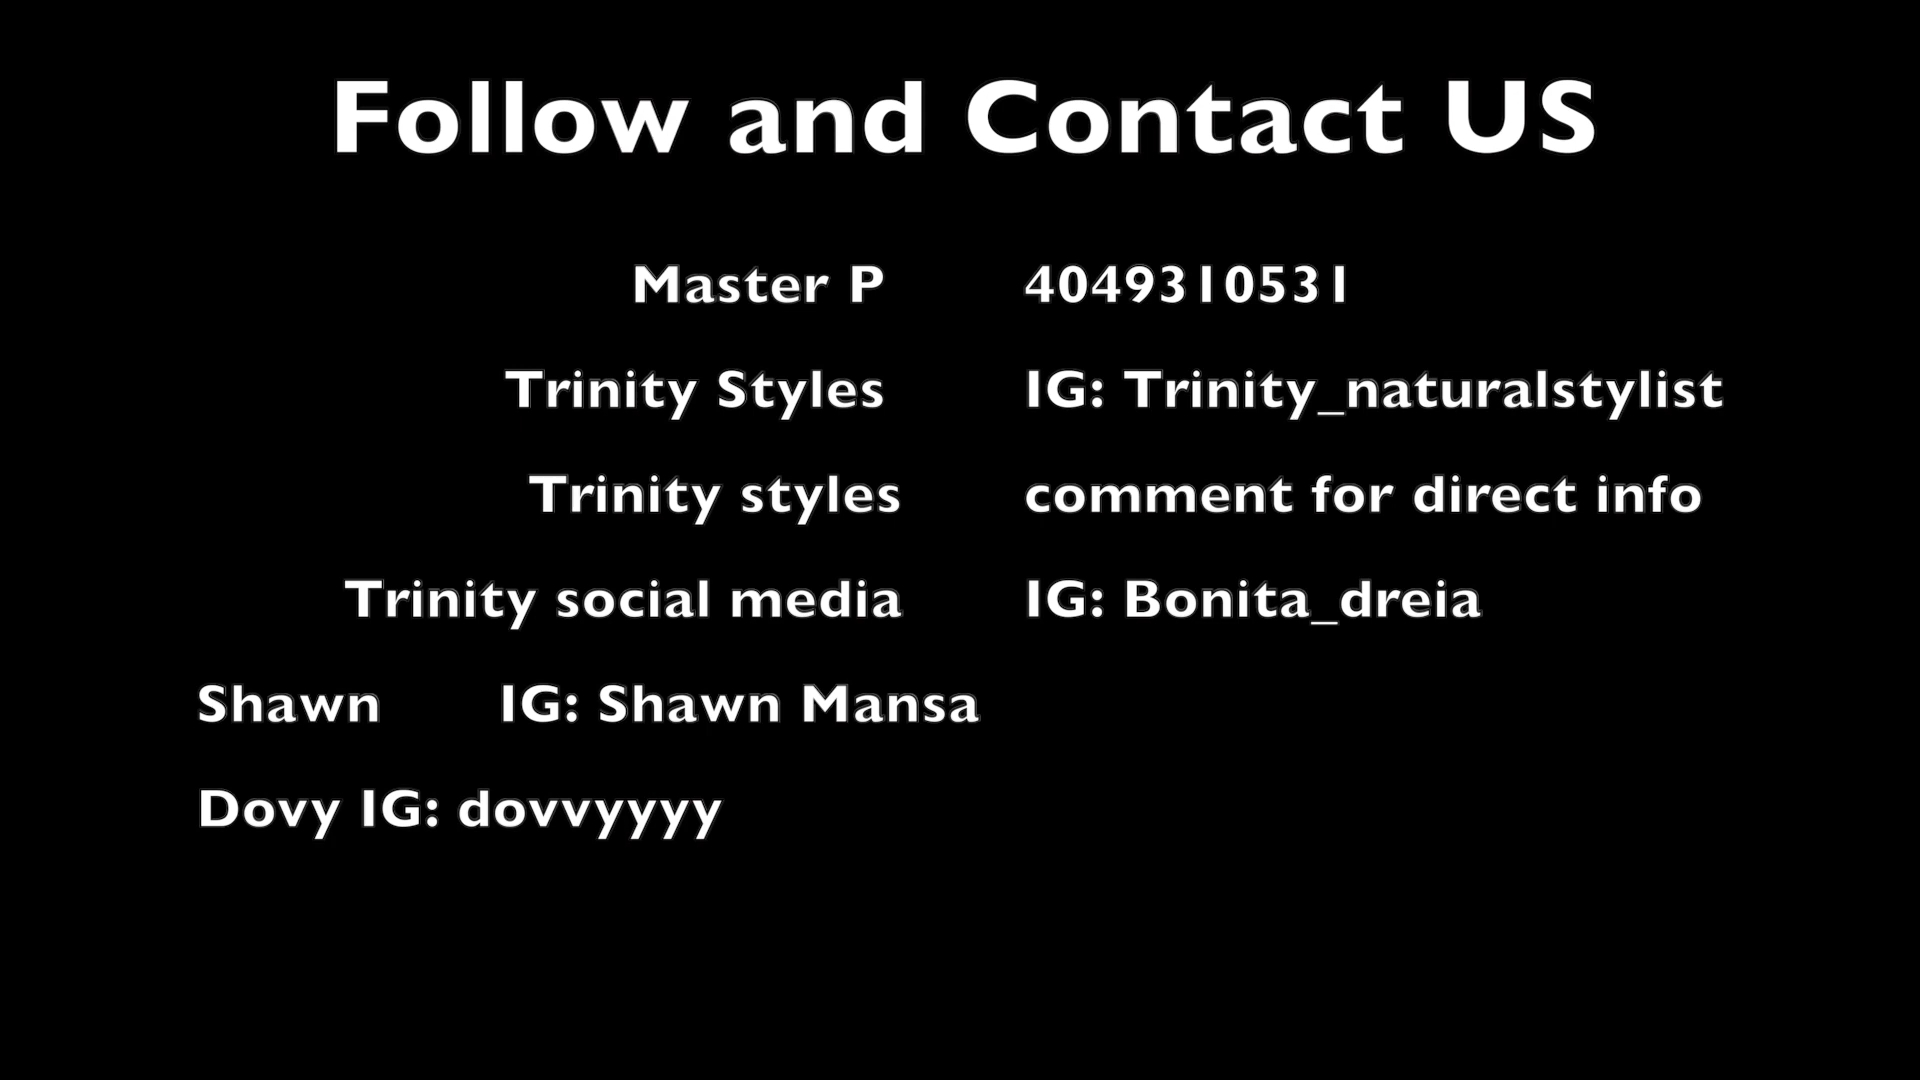 Follow and Contact US
Master P 4049310531
Trinity Styles IG: Trinity_naturalstylist
Trinity styles comment for direct info
Trinity social media IG: Bonita_dreia
Shawn IG: Shawn Mansa
Dovy IG: dovvyyyy